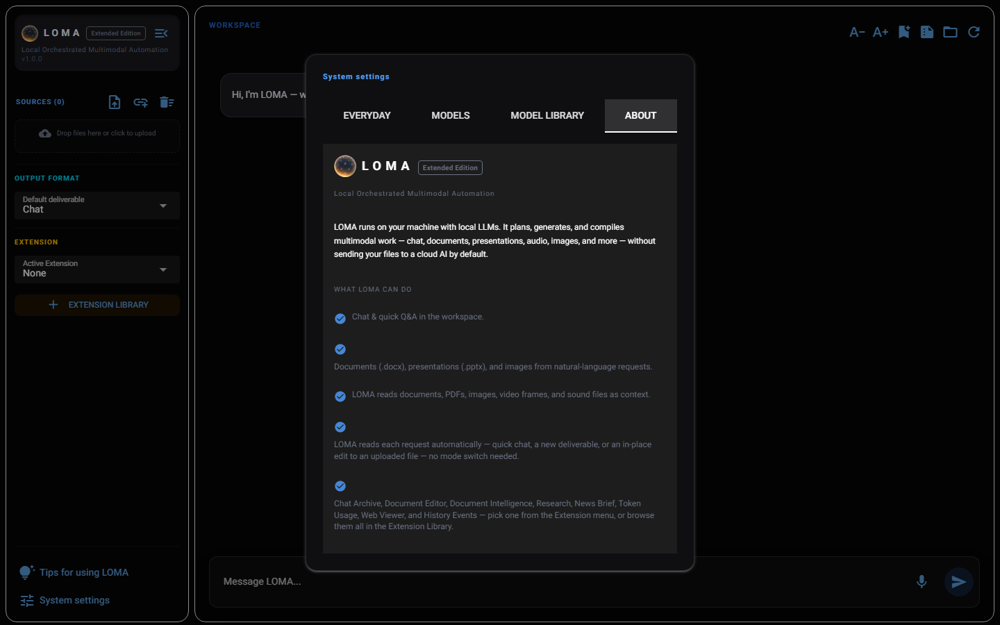 LOMA
Extended Edition
Local Orchestrated Multimodal Automation
v1.0.0
SOURCES (0)
Drop files here or click to upload
OUTPUT FORMAT
Default deliverable
Chat
EXTENSION
Active Extension
None
EXTENSION LIBRARY
Tips for using LOMA
System settings
WORKSPACE
A- A+
Hi, I'm LOMA — w
System settings
EVERYDAY MODELS MODEL LIBRARY ABOUT
LOMA
Extended Edition
Local Orchestrated Multimodal Automation
LOMA runs on your machine with local LLMs. It plans, generates, and compiles
multimodal work — chat, documents, presentations, audio, images, and more — without
sending your files to a cloud AI by default.
WHAT LOMA CAN DO
Chat & quick Q&A in the workspace.
Documents (.docx), presentations (.pptx), and images from natural-language requests.
LOMA reads documents, PDFs, images, video frames, and sound files as context.
LOMA reads each request automatically — quick chat, a new deliverable, or an in-place
edit to an uploaded file — no mode switch needed.
Chat Archive, Document Editor, Document Intelligence, Research, News Brief, Token
Usage, Web Viewer, and History Events — pick one from the Extension menu, or browse
them all in the Extension Library.
Message LOMA...